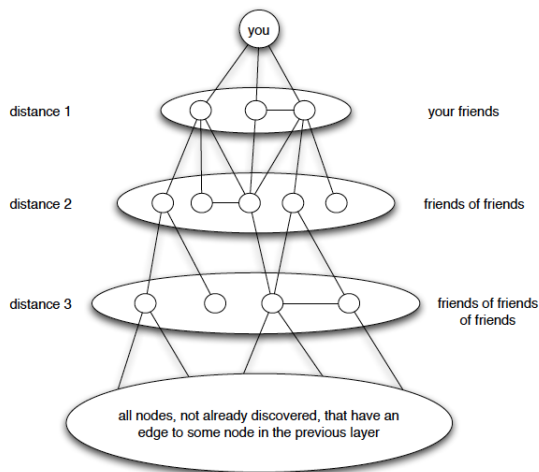 you
distance 1
your friends
distance 2
friends of friends
distance 3
friends of friends
of friends
all nodes, not already discovered, that have an
edge to some node in the previous layer